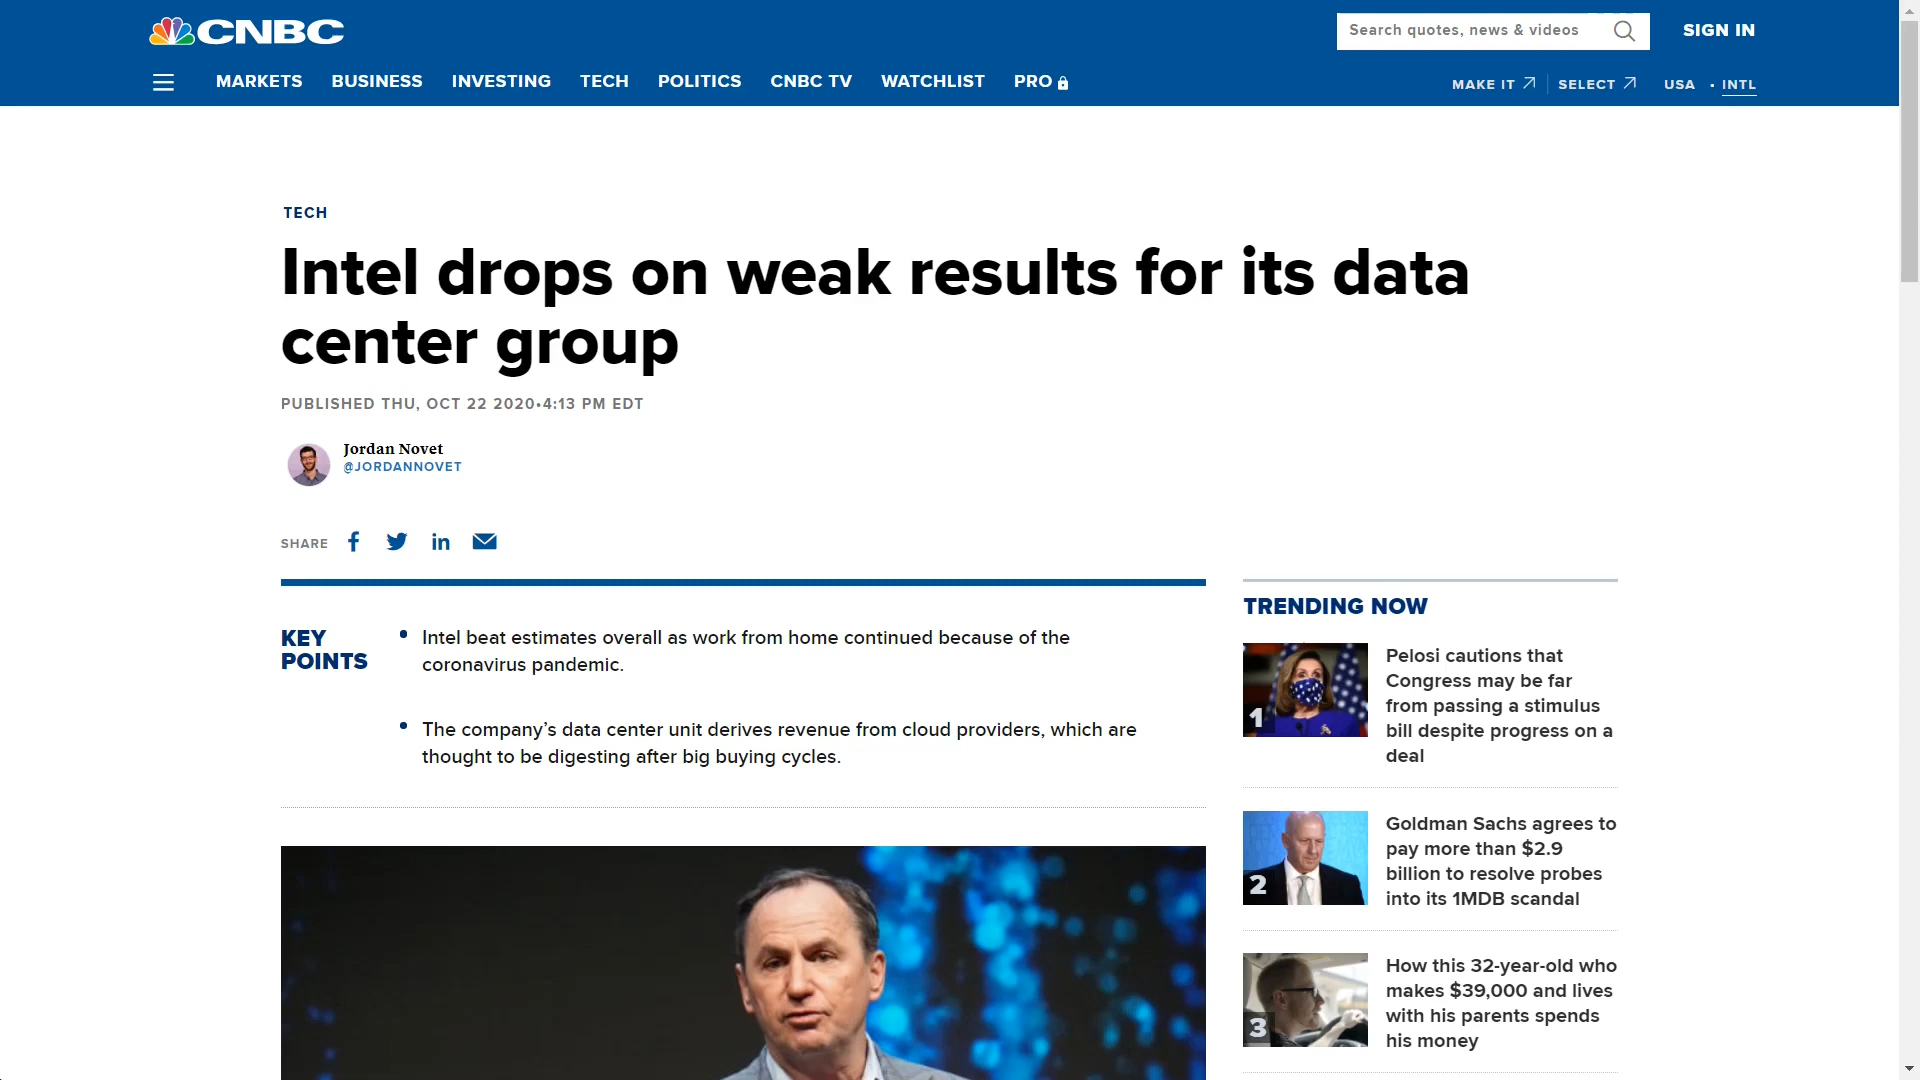 CNBC
Search quotes, news & videos
SIGN IN
MARKETS BUSINESS INVESTING TECH POLITICS CNBC TV WATCHLIST PRO
MAKE IT SELECT USA • INTL
TECH
Intel drops on weak results for its data
center group
PUBLISHED THU, OCT 22 2020•4:13 PM EDT
Jordan Novet
@JORDANNOVET
SHARE
KEY
POINTS
• Intel beat estimates overall as work from home continued because of the
coronavirus pandemic.
• The company’s data center unit derives revenue from cloud providers, which are
thought to be digesting after big buying cycles.
TRENDING NOW
1
Pelosi cautions that
Congress may be far
from passing a stimulus
bill despite progress on a
deal
2
Goldman Sachs agrees to
pay more than $2.9
billion to resolve probes
into its 1MDB scandal
3
How this 32-year-old who
makes $39,000 and lives
with his parents spends
his money